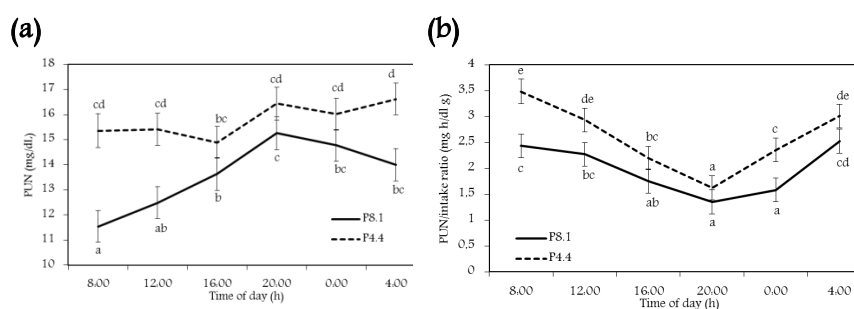 (a)
18
17
16
15
14
13
12
11
10
PUN (mg/dL)
cd
cd
bc
cd
cd
d
a
ab
b
c
bc
bc
P8.1
P4.4
8.00
12.00
16.00
20.00
0.00
4.00
Time of day (h)
(b)
4
3,5
3
2,5
2
1,5
1
0,5
0
PUN/intake ratio (mg h/dl g)
e
de
bc
a
c
de
c
bc
ab
a
a
cd
P8.1
P4.4
8.00
12.00
16.00
20.00
0.00
4.00
Time of day (h)